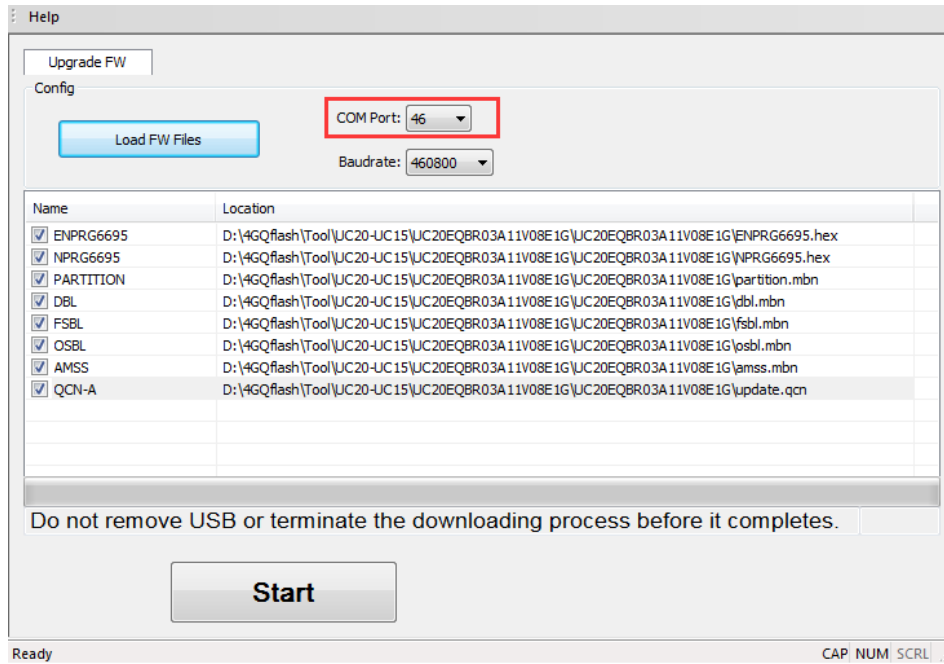 Help
Upgrade FW
Config
Load FW Files
COM Port: 46
Baudrate: 460800
Name Location
ENPRG6695 D:\4GQflash\Tool\UC20-UC15\UC20EQBR03A11V08E1G\UC20EQBR03A11V08E1G\ENPRG6695.hex
NPRG6695 D:\4GQflash\Tool\UC20-UC15\UC20EQBR03A11V08E1G\UC20EQBR03A11V08E1G\NPRG6695.hex
PARTITION D:\4GQflash\Tool\UC20-UC15\UC20EQBR03A11V08E1G\UC20EQBR03A11V08E1G\partition.mbn
DBL D:\4GQflash\Tool\UC20-UC15\UC20EQBR03A11V08E1G\UC20EQBR03A11V08E1G\dbl.mbn
FSBL D:\4GQflash\Tool\UC20-UC15\UC20EQBR03A11V08E1G\UC20EQBR03A11V08E1G\fsbl.mbn
OSBL D:\4GQflash\Tool\UC20-UC15\UC20EQBR03A11V08E1G\UC20EQBR03A11V08E1G\osbl.mbn
AMSS D:\4GQflash\Tool\UC20-UC15\UC20EQBR03A11V08E1G\UC20EQBR03A11V08E1G\amss.mbn
QCN-A D:\4GQflash\Tool\UC20-UC15\UC20EQBR03A11V08E1G\UC20EQBR03A11V08E1G\update.qcn
Do not remove USB or terminate the downloading process before it completes.
Start
Ready CAP NUM SCRL